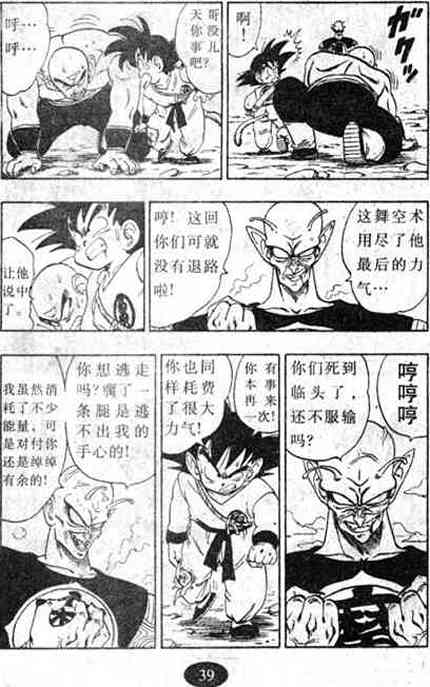 啊!
ガクッ
天哥
你没
事儿
吧?
呼…
呼…
这舞空术
用尽了他
最后的力
气…
哼!这回
你们可就
没有退路
啦!
让他
说中
了。
哼哼哼
你们死到
临头了,
还不服输
吗?
你有
本事
再来
一次!
你也同
样耗费
了很大
力气!
你想逃走
吗?瘸了一
条腿是逃
不出我的
手心的!
我虽然消
耗了不少
能量,可
是对付你
还是绰绰
有余的!
39